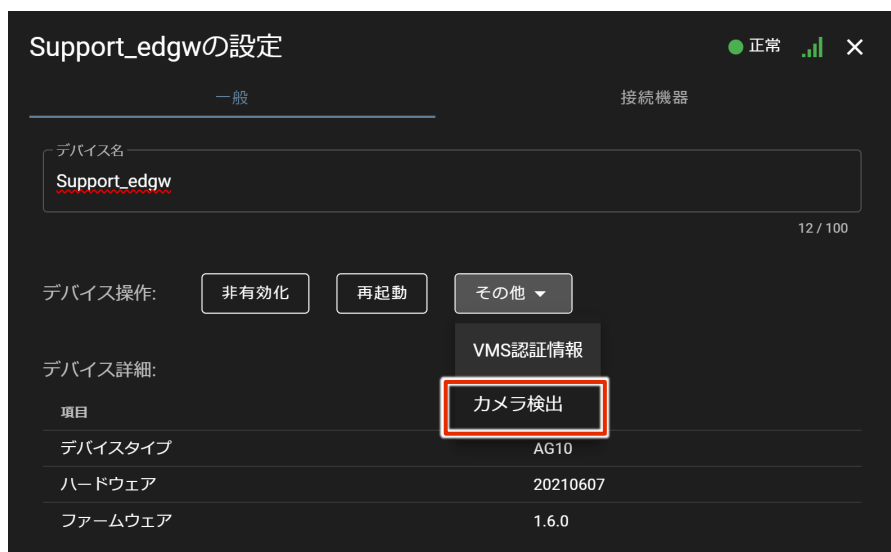 Support_edgwの設定
正常
一般
接続機器
デバイス名
Support_edgw
12 / 100
デバイス操作:
非有効化
再起動
その他
VMS認証情報
カメラ検出
デバイス詳細:
項目
デバイスタイプ
AG10
ハードウェア
20210607
ファームウェア
1.6.0